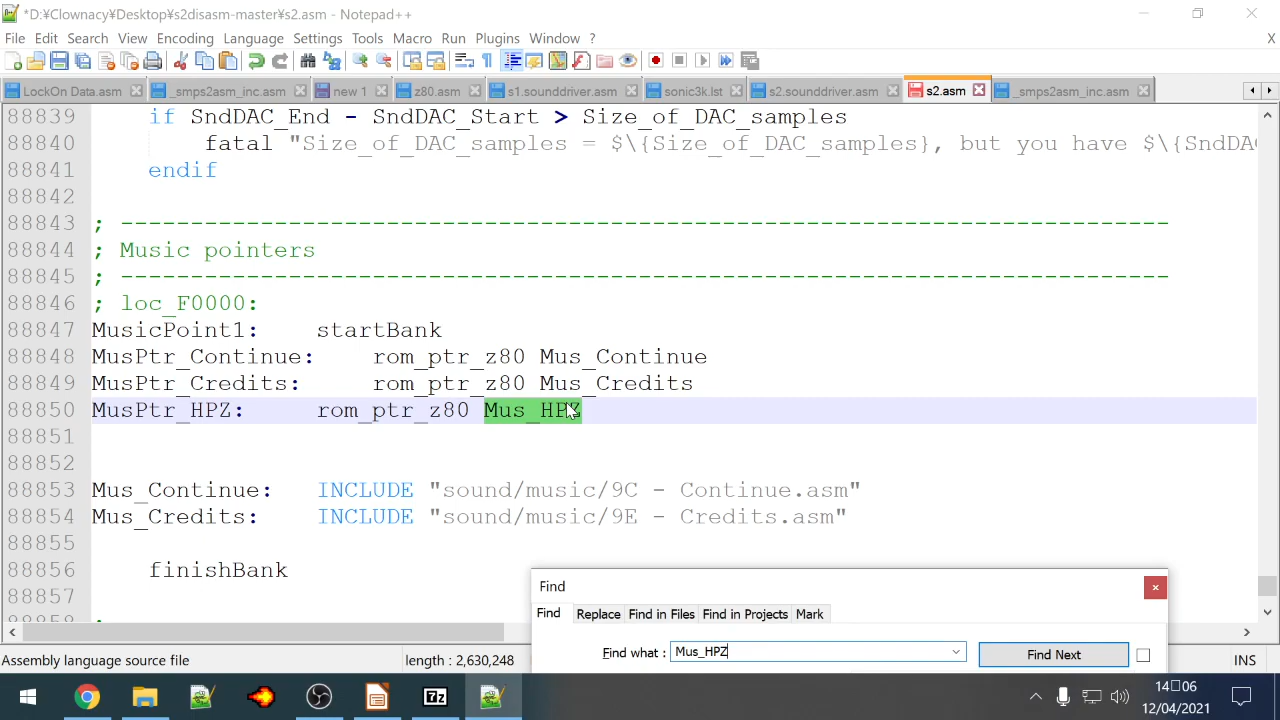 *D:¥Clownacy¥Desktop¥s2disasm-master¥s2.asm - Notepad++
File Edit Search View Encoding Language Settings Tools Macro Run Plugins Window ? X
LockOn Data.asm _smps2asm_inc.asm new 1 z80.asm s1.sounddriver.asm sonic3k.lst s2.sounddriver.asm s2.asm _smps2asm_inc.asm
88839 if SndDAC_End - SndDAC_Start > Size_of_DAC_samples
88840 fatal "Size_of_DAC_samples = $\{Size_of_DAC_samples}, but you have $\{SndDA
88841 endif
88842
88843 ; ---------------------------------------------------------------------------
88844 ; Music pointers
88845 ; ---------------------------------------------------------------------------
88846 ; loc_F0000:
88847 MusicPoint1: startBank
88848 MusPtr_Continue: rom_ptr_z80 Mus_Continue
88849 MusPtr_Credits: rom_ptr_z80 Mus_Credits
88850 MusPtr_HPZ: rom_ptr_z80 Mus_HPZ
88851
88852
88853 Mus_Continue: INCLUDE "sound/music/9C - Continue.asm"
88854 Mus_Credits: INCLUDE "sound/music/9E - Credits.asm"
88855
88856 finishBank
88857
Find
Find Replace Find in Files Find in Projects Mark
Find what : Mus_HPZ Find Next
Assembly language source file length : 2,630,248 INS
7z
14:06
12/04/2021